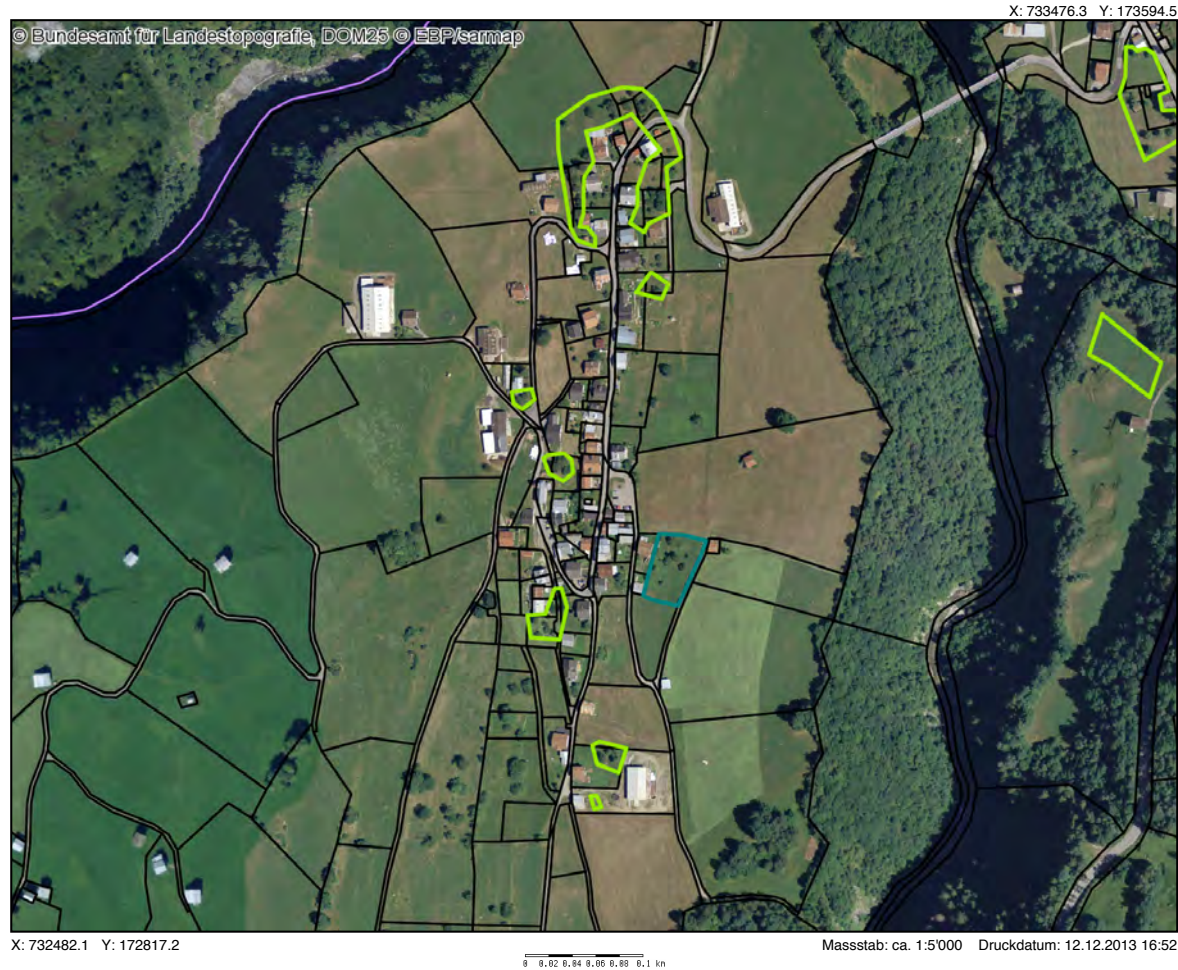 X: 733476.3 Y: 173594.5
© Bundesamt für Landestopografie, DOM25 © EBP/sarmap
X: 732482.1 Y: 172817.2
Massstab: ca. 1:5'000 Druckdatum: 12.12.2013 16:52
0 0.02 0.04 0.06 0.08 0.1 km